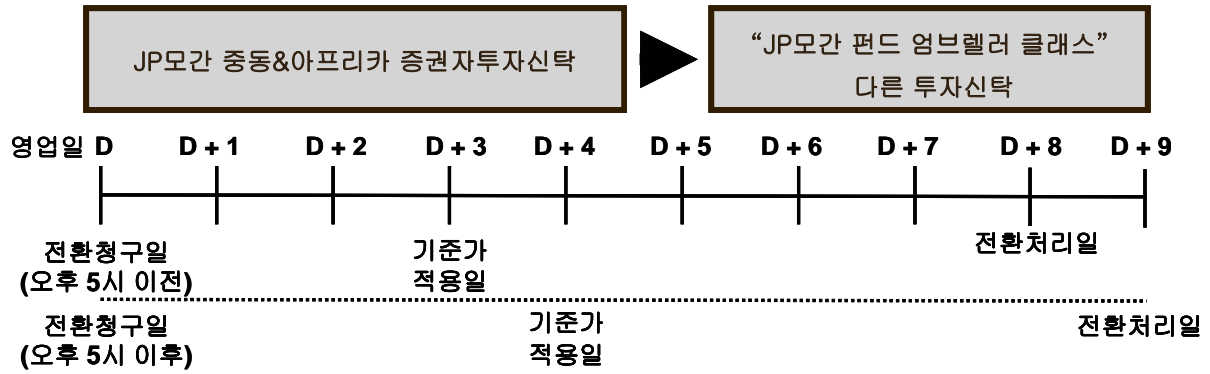 JP모간 중동&아프리카 증권자투자신탁
“JP모간 펀드 엄브렐러 클래스”
다른 투자신탁
영업일 D D + 1 D + 2 D + 3 D + 4 D + 5 D + 6 D + 7 D + 8 D + 9
전환청구일
(오후 5시 이전)
기준가
적용일
전환처리일
전환청구일
(오후 5시 이후)
기준가
적용일
전환처리일